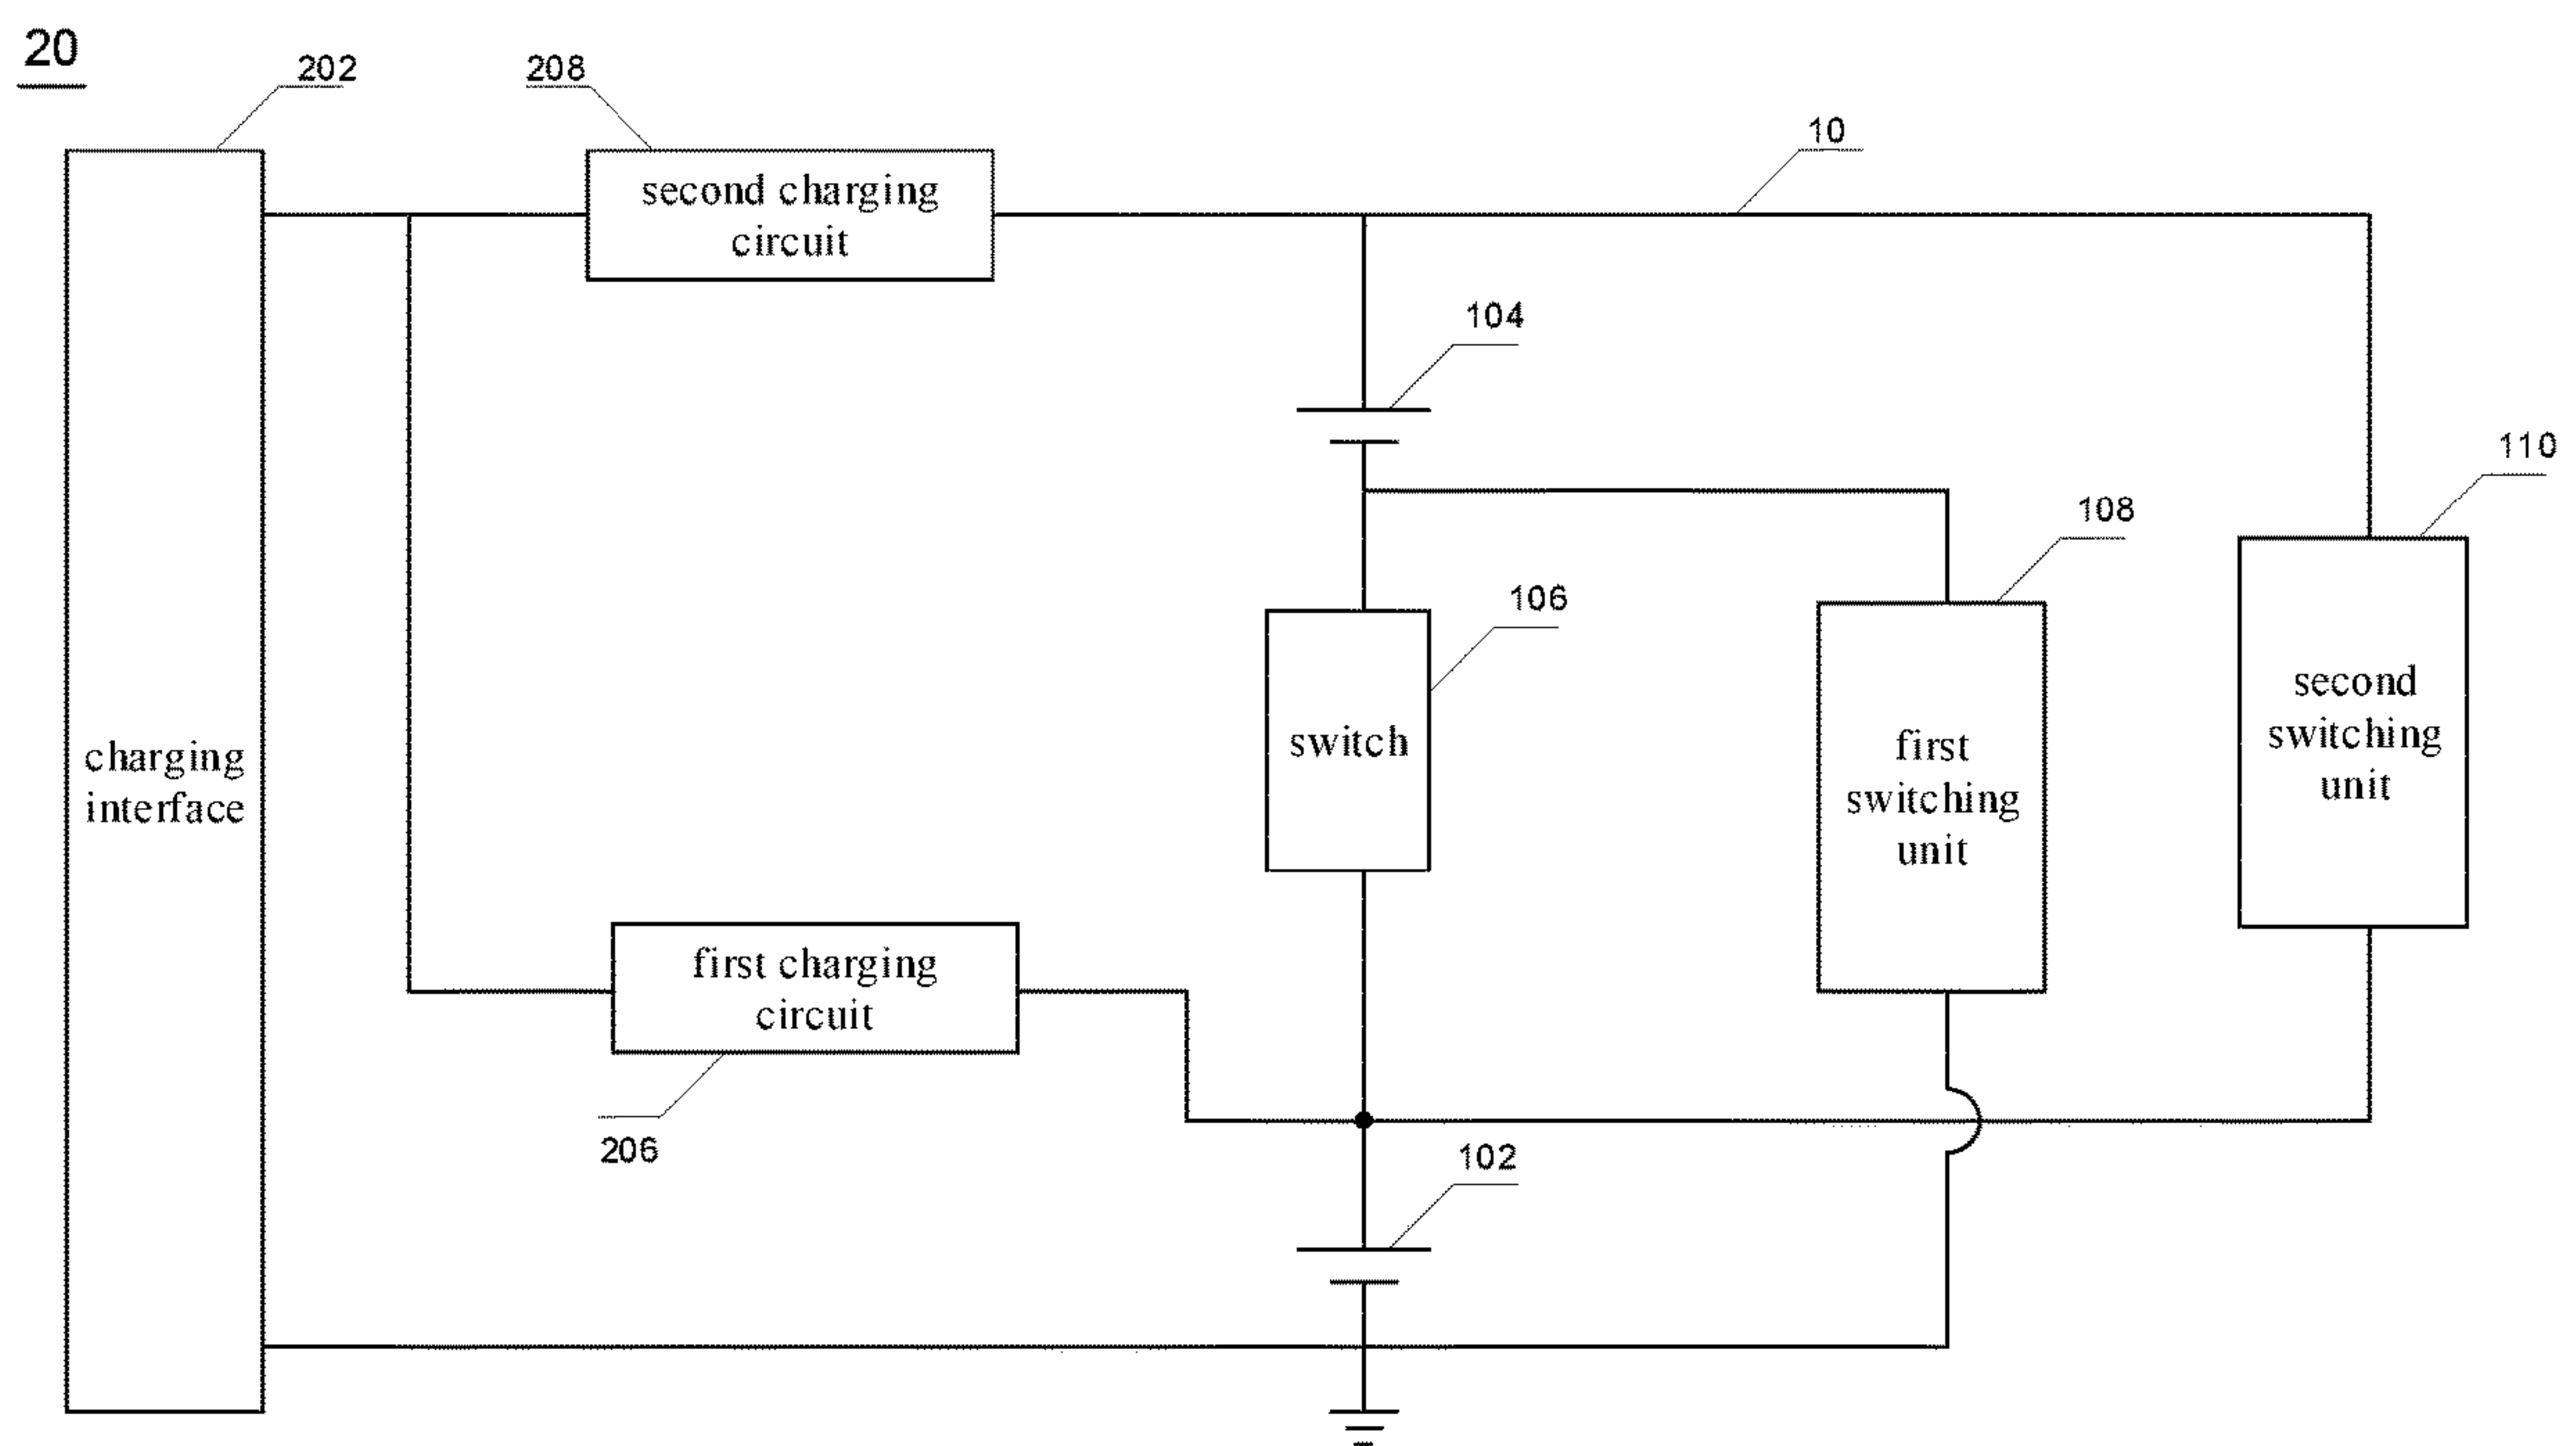 20
202
208
10
second charging
circuit
104
110
108
106
second
switching
unit
switch
first
switching
unit
charging
interface
first charging
circuit
206
102